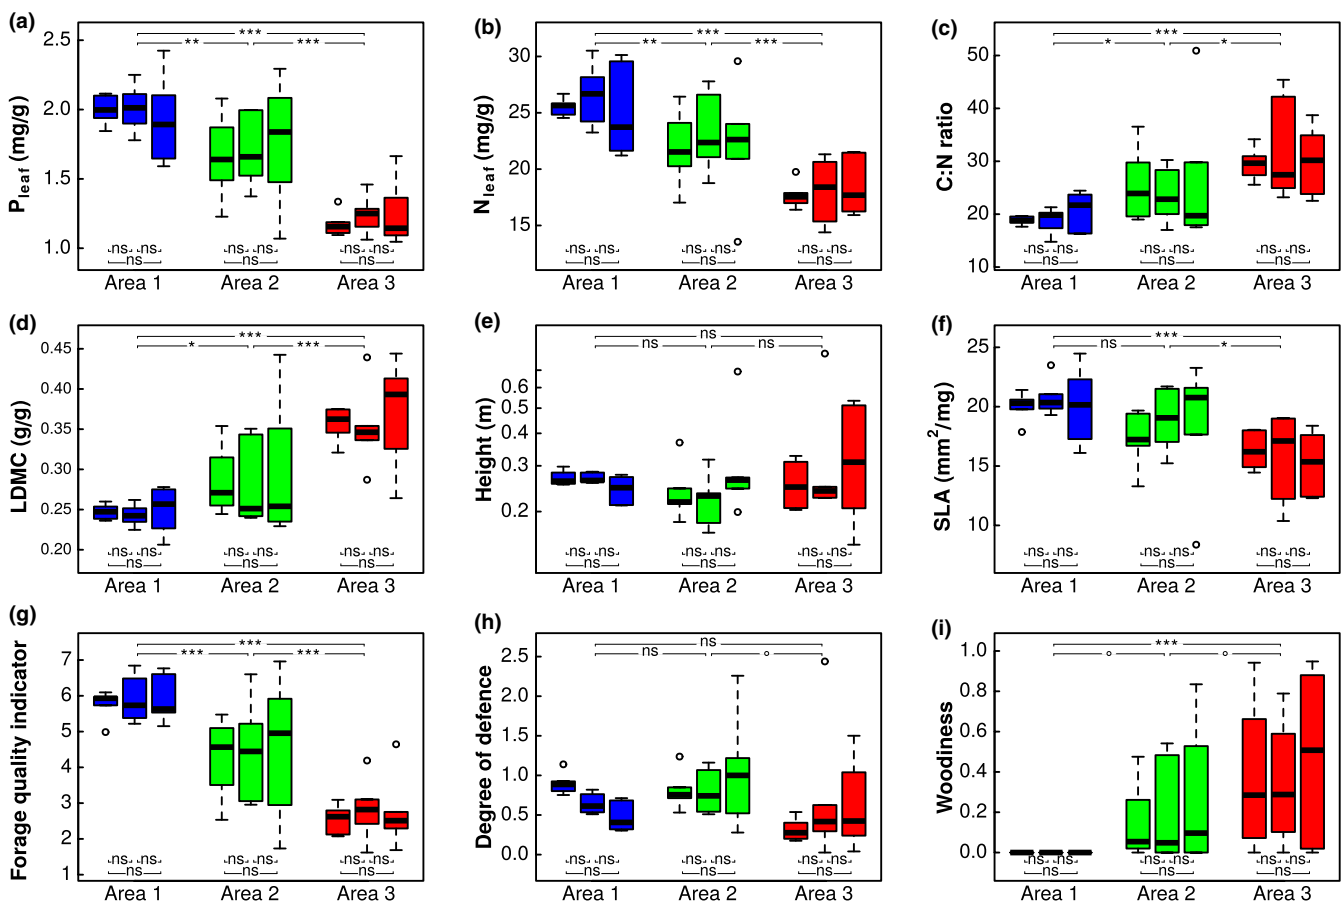 (a)
P leaf (mg/g)
***
** ***
2.0
1.5
1.0
ns ns ns ns ns ns
ns ns ns
Area 1 Area 2 Area 3
(b)
N leaf (mg/g)
***
** ***
30
25
20
15
ns ns ns ns ns ns
ns ns ns
Area 1 Area 2 Area 3
(c)
C:N ratio
***
* *
50
40
30
20
10
ns ns ns ns ns ns
ns ns ns
Area 1 Area 2 Area 3
(d)
LDMC (g/g)
***
* ***
0.45
0.40
0.35
0.30
0.25
0.20
ns ns ns ns ns ns
ns ns ns
Area 1 Area 2 Area 3
(e)
Height (m)
ns
ns ns
0.6
0.5
0.4
0.3
0.2
ns ns ns ns ns ns
ns ns ns
Area 1 Area 2 Area 3
(f)
SLA (mm²/mg)
***
ns *
25
20
15
10
ns ns ns ns ns ns
ns ns ns
Area 1 Area 2 Area 3
(g)
Forage quality indicator
***
*** ***
7
6
5
4
3
2
1
ns ns ns ns ns ns
ns ns ns
Area 1 Area 2 Area 3
(h)
Degree of defence
ns
ns °
2.5
2.0
1.5
1.0
0.5
0.0
ns ns ns ns ns ns
ns ns ns
Area 1 Area 2 Area 3
(i)
Woodiness
***
° °
1.0
0.8
0.6
0.4
0.2
0.0
ns ns ns ns ns ns
ns ns ns
Area 1 Area 2 Area 3